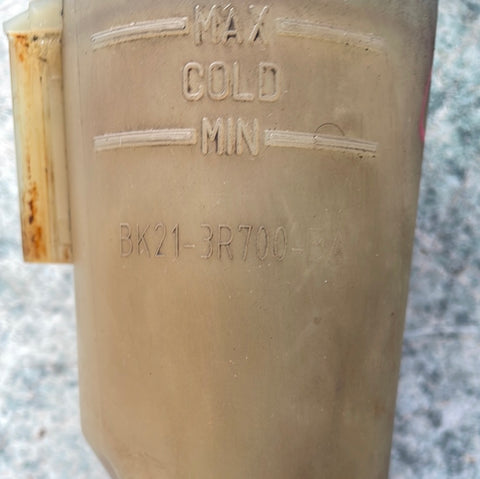 MAX
COLD
MIN
BK21-3R700-